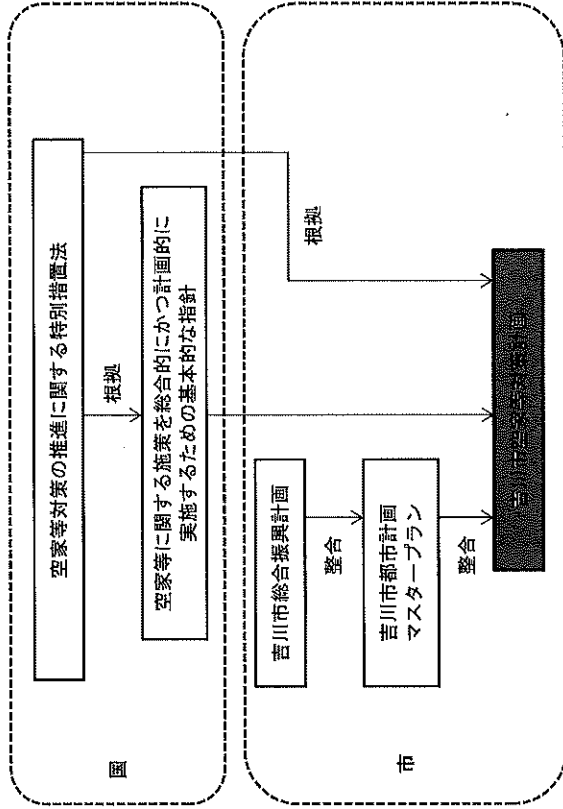 国
空家等対策の推進に関する特別措置法
根拠
空家等に関する施策を総合的にかつ計画的に
実施するための基本的な指針
市
吉川市総合振興計画
整合
吉川市都市計画
マスタープラン
整合
根拠
吉川市空家等対策計画